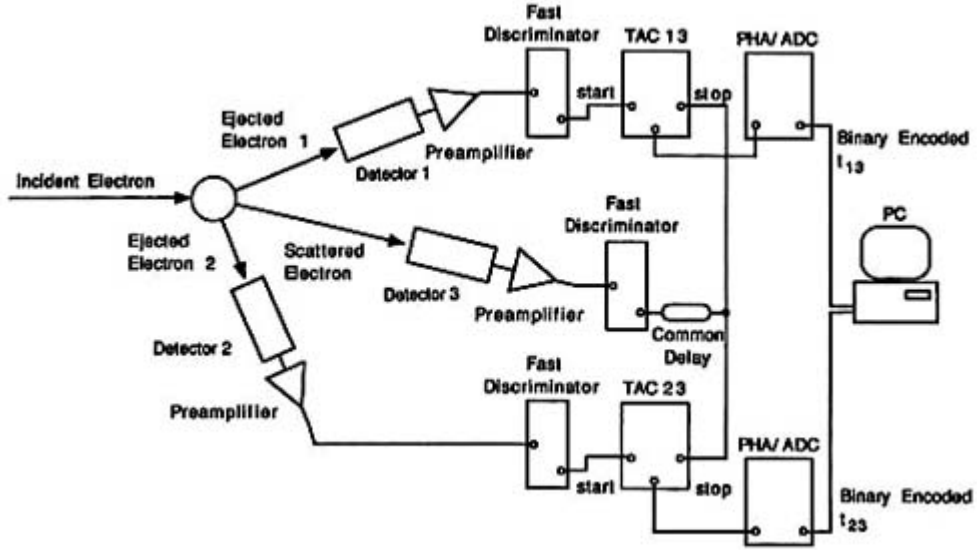 Fast
Discriminator
TAC 13
PHA/ADC
start
stop
Ejected
Electron 1
Preamplifier
Detector 1
Binary Encoded
t13
Incident Electron
Fast
Discriminator
PC
Ejected
Electron 2
Scattered
Electron
Detector 3
Preamplifier
Common
Delay
Detector 2
Fast
Discriminator
TAC 23
Preamplifier
PHA/ADC
start
stop
Binary Encoded
t23